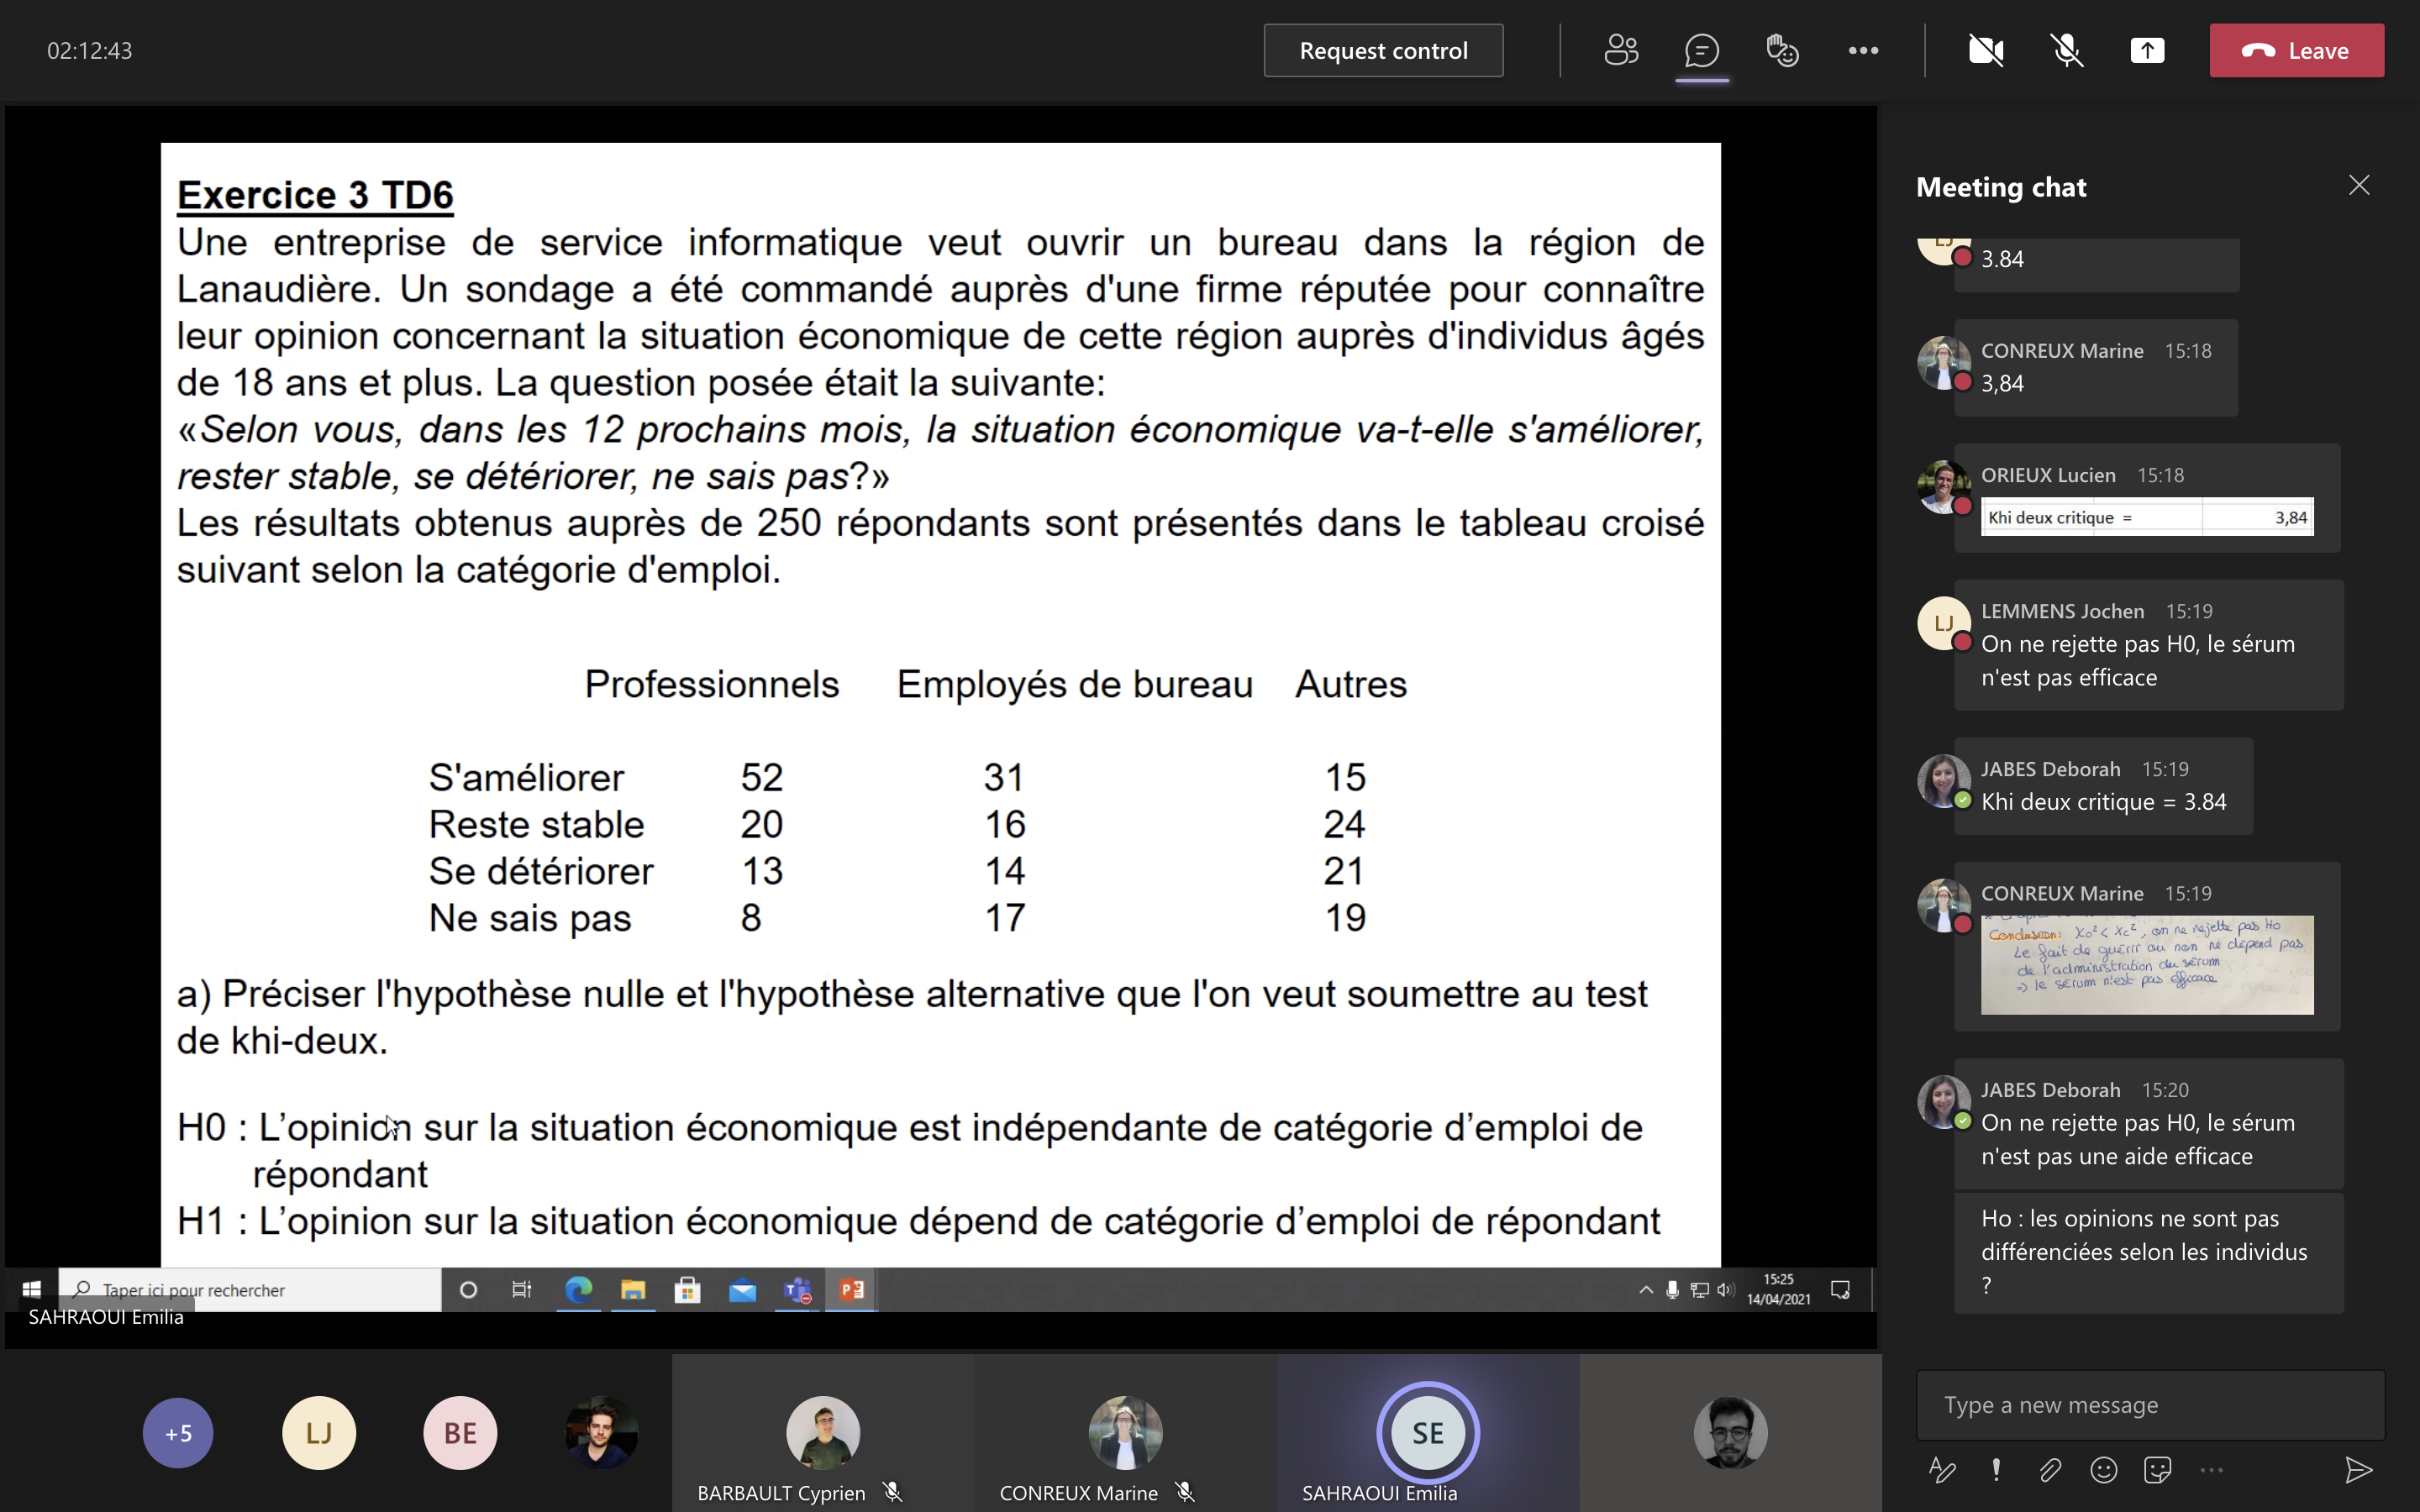 02:12:43
Request control
Leave
Exercice 3 TD6
Une entreprise de service informatique veut ouvrir un bureau dans la région de
Lanaudière. Un sondage a été commandé auprès d'une firme réputée pour connaître
leur opinion concernant la situation économique de cette région auprès d'individus âgés
de 18 ans et plus. La question posée était la suivante:
«Selon vous, dans les 12 prochains mois, la situation économique va-t-elle s'améliorer,
rester stable, se détériorer, ne sais pas?»
Les résultats obtenus auprès de 250 répondants sont présentés dans le tableau croisé
suivant selon la catégorie d'emploi.
Professionnels Employés de bureau Autres
S'améliorer 52 31 15
Reste stable 20 16 24
Se détériorer 13 14 21
Ne sais pas 8 17 19
a) Préciser l'hypothèse nulle et l'hypothèse alternative que l'on veut soumettre au test
de khi-deux.
H0 : L’opinion sur la situation économique est indépendante de catégorie d’emploi de
répondant
H1 : L’opinion sur la situation économique dépend de catégorie d’emploi de répondant
Taper ici pour rechercher
15:25
14/04/2021
SAHRAOUI Emilia
+5
LJ
BE
BARBAULT Cyprien
CONREUX Marine
SE
SAHRAOUI Emilia
Meeting chat
LJ
3.84
CONREUX Marine 15:18
3,84
ORIEUX Lucien 15:18
Khi deux critique = 3,84
LJ
LEMMENS Jochen 15:19
On ne rejette pas H0, le sérum
n'est pas efficace
JABES Deborah 15:19
Khi deux critique = 3.84
CONREUX Marine 15:19
Conclusion: χ0² < χc², on ne rejette pas Ho
Le fait de guérir ou non ne dépend pas
de l'administration du sérum
=> le sérum n'est pas efficace
JABES Deborah 15:20
On ne rejette pas H0, le sérum
n'est pas une aide efficace
Ho : les opinions ne sont pas
différenciées selon les individus
?
Type a new message